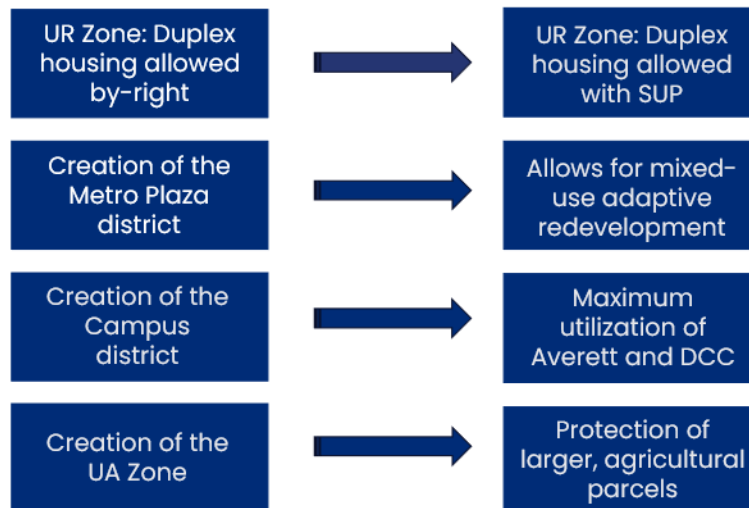 UR Zone: Duplex
housing allowed
by-right
UR Zone: Duplex
housing allowed
with SUP
Creation of the
Metro Plaza
district
Allows for mixed-
use adaptive
redevelopment
Creation of the
Campus
district
Maximum
utilization of
Averett and DCC
Creation of the
UA Zone
Protection of
larger, agricultural
parcels